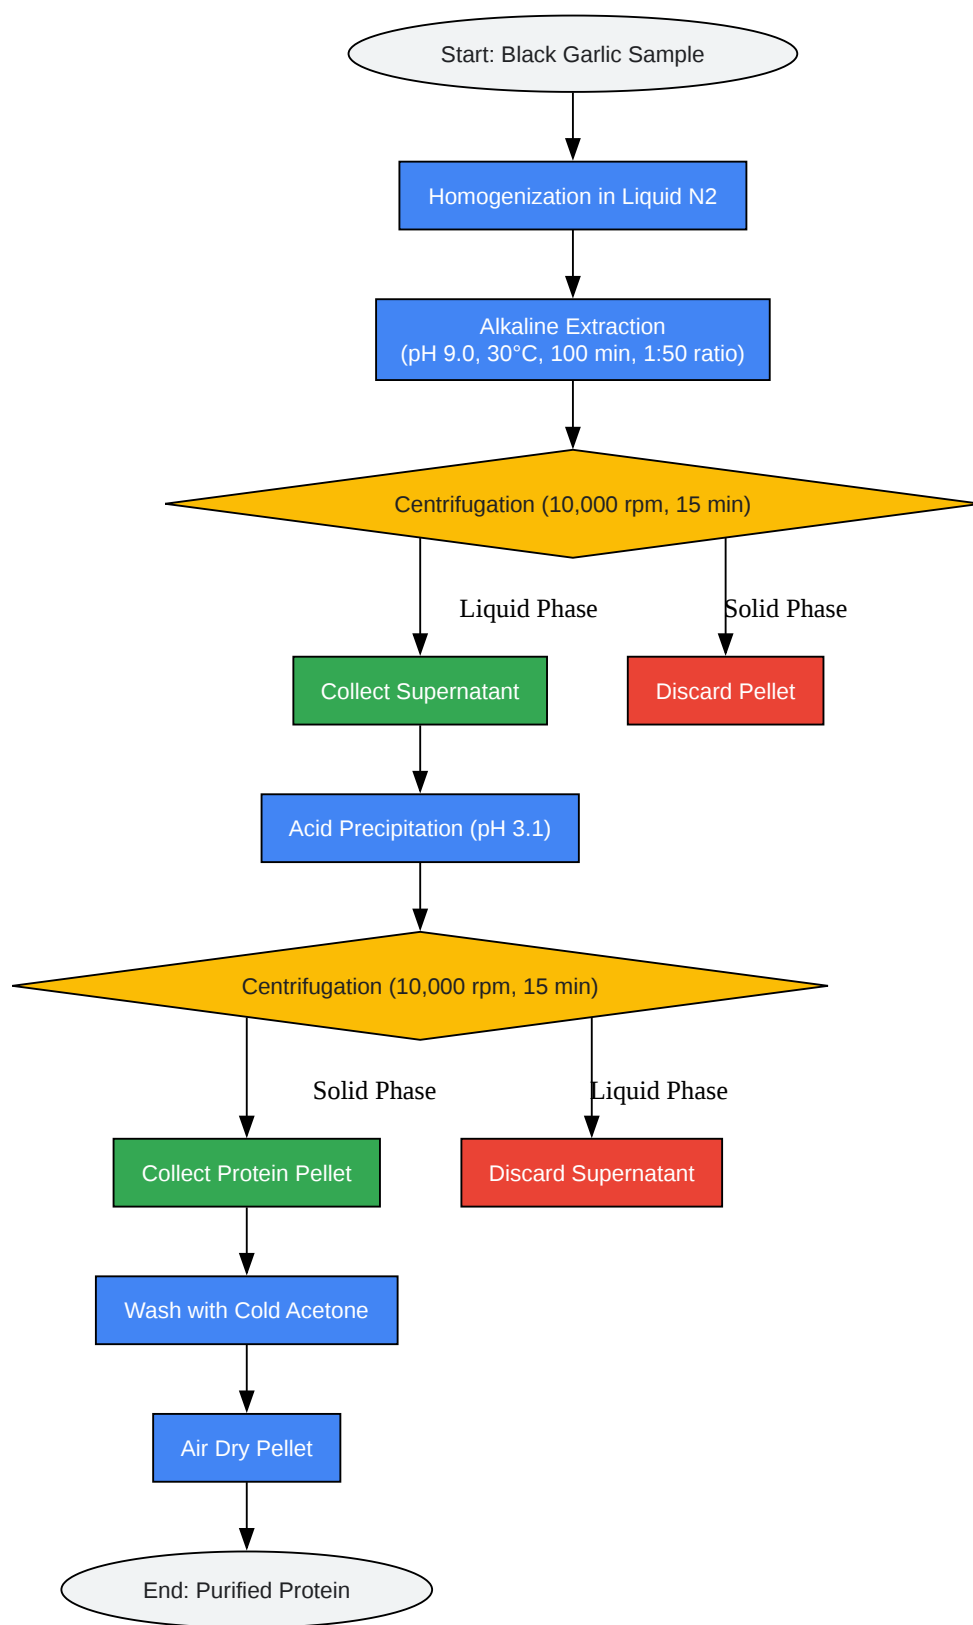 Start: Black Garlic Sample
Homogenization in Liquid N2
Alkaline Extraction
(pH 9.0, 30°C, 100 min, 1:50 ratio)
Centrifugation (10,000 rpm, 15 min)
Liquid Phase
Solid Phase
Collect Supernatant
Discard Pellet
Acid Precipitation (pH 3.1)
Centrifugation (10,000 rpm, 15 min)
Solid Phase
Liquid Phase
Collect Protein Pellet
Discard Supernatant
Wash with Cold Acetone
Air Dry Pellet
End: Purified Protein